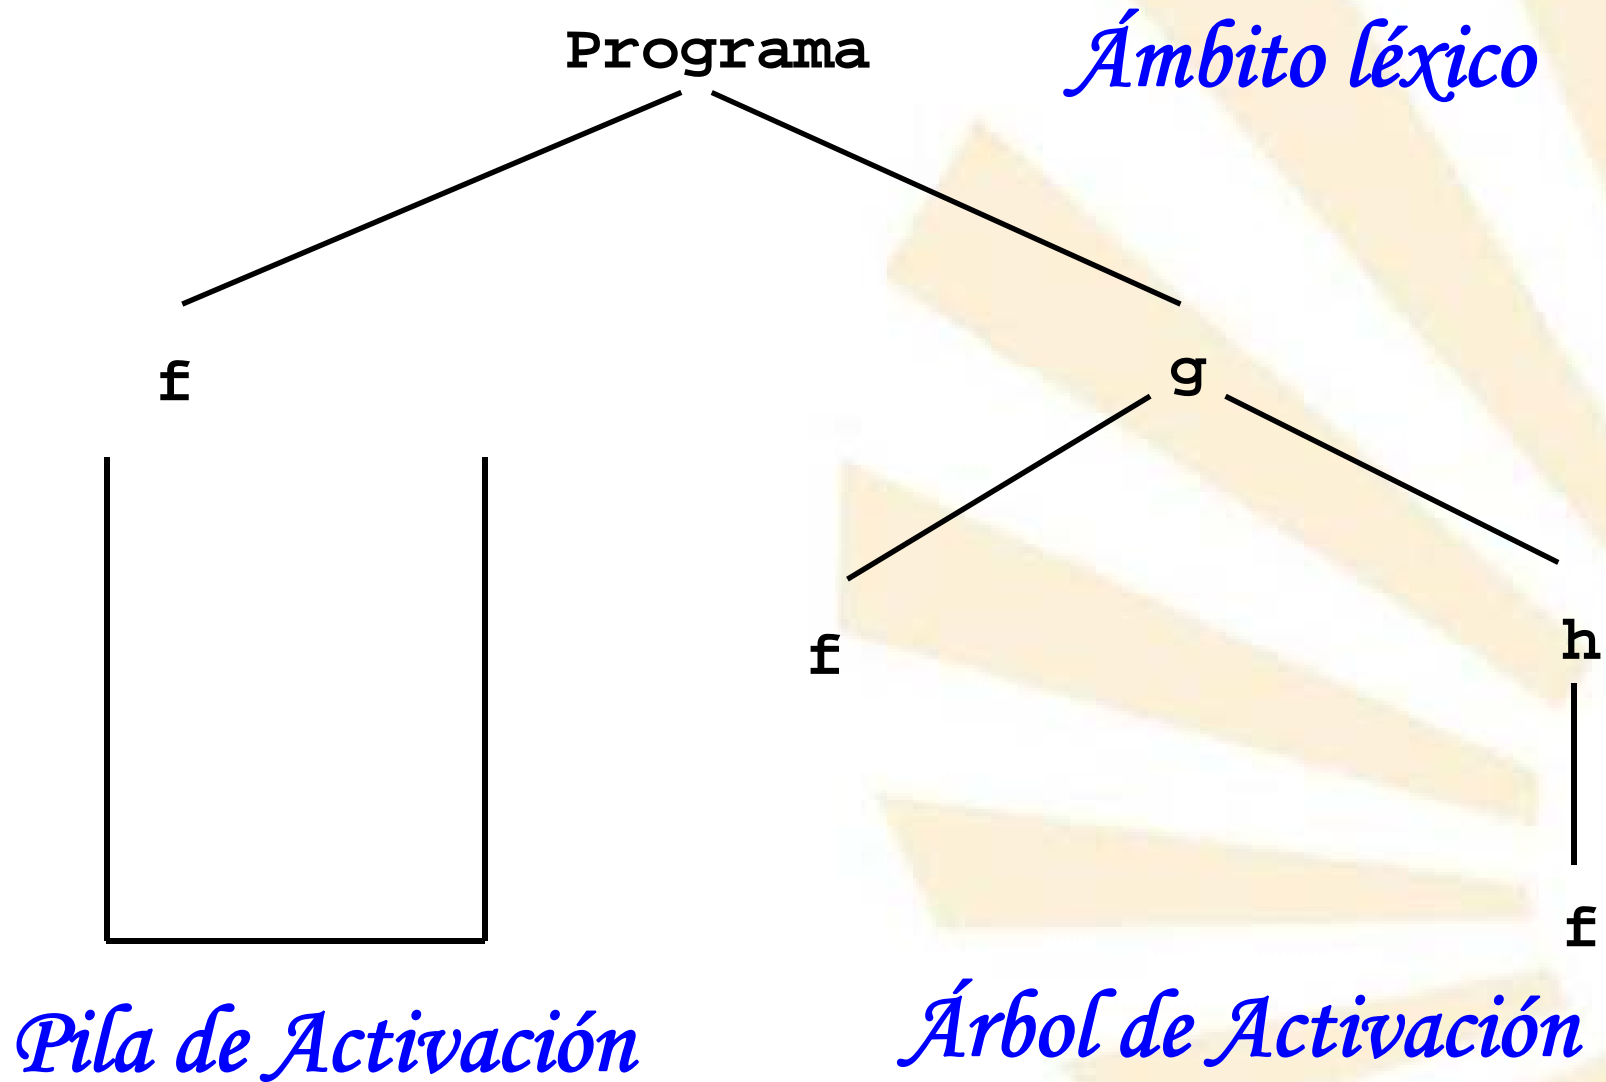 Programa
Ámbito léxico
f
g
f
h
f
Pila de Activación
Árbol de Activación